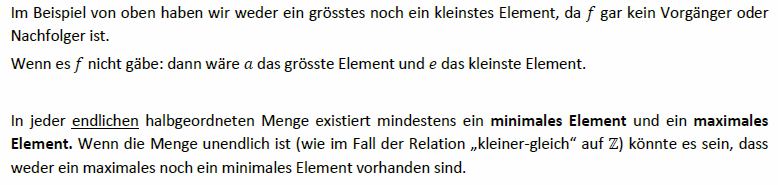 Im Beispiel von oben haben wir weder ein grösstes noch ein kleinstes Element, da f gar kein Vorgänger oder
Nachfolger ist.
Wenn es f nicht gäbe: dann wäre a das grösste Element und e das kleinste Element.
In jeder endlichen halbgeordneten Menge existiert mindestens ein minimales Element und ein maximales
Element. Wenn die Menge unendlich ist (wie im Fall der Relation „kleiner-gleich“ auf ℤ) könnte es sein, dass
weder ein maximales noch ein minimales Element vorhanden sind.